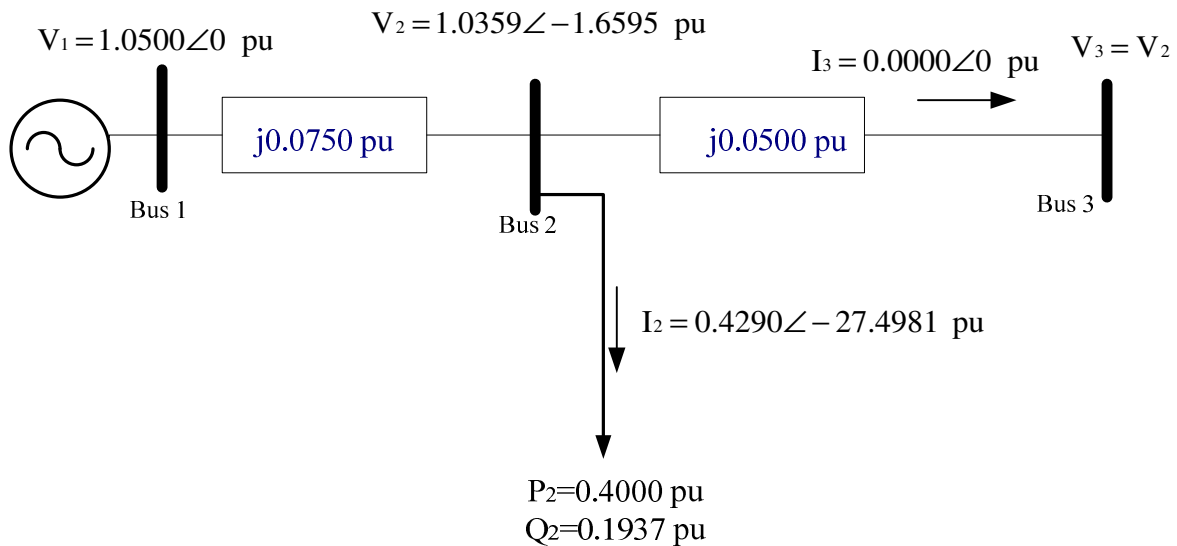 V₁ = 1.0500∠0 pu
V₂ = 1.0359∠−1.6595 pu
I₃ = 0.0000∠0 pu
V₃ = V₂
j0.0750 pu
j0.0500 pu
Bus 1
Bus 2
Bus 3
I₂ = 0.4290∠−27.4981 pu
P₂=0.4000 pu
Q₂=0.1937 pu